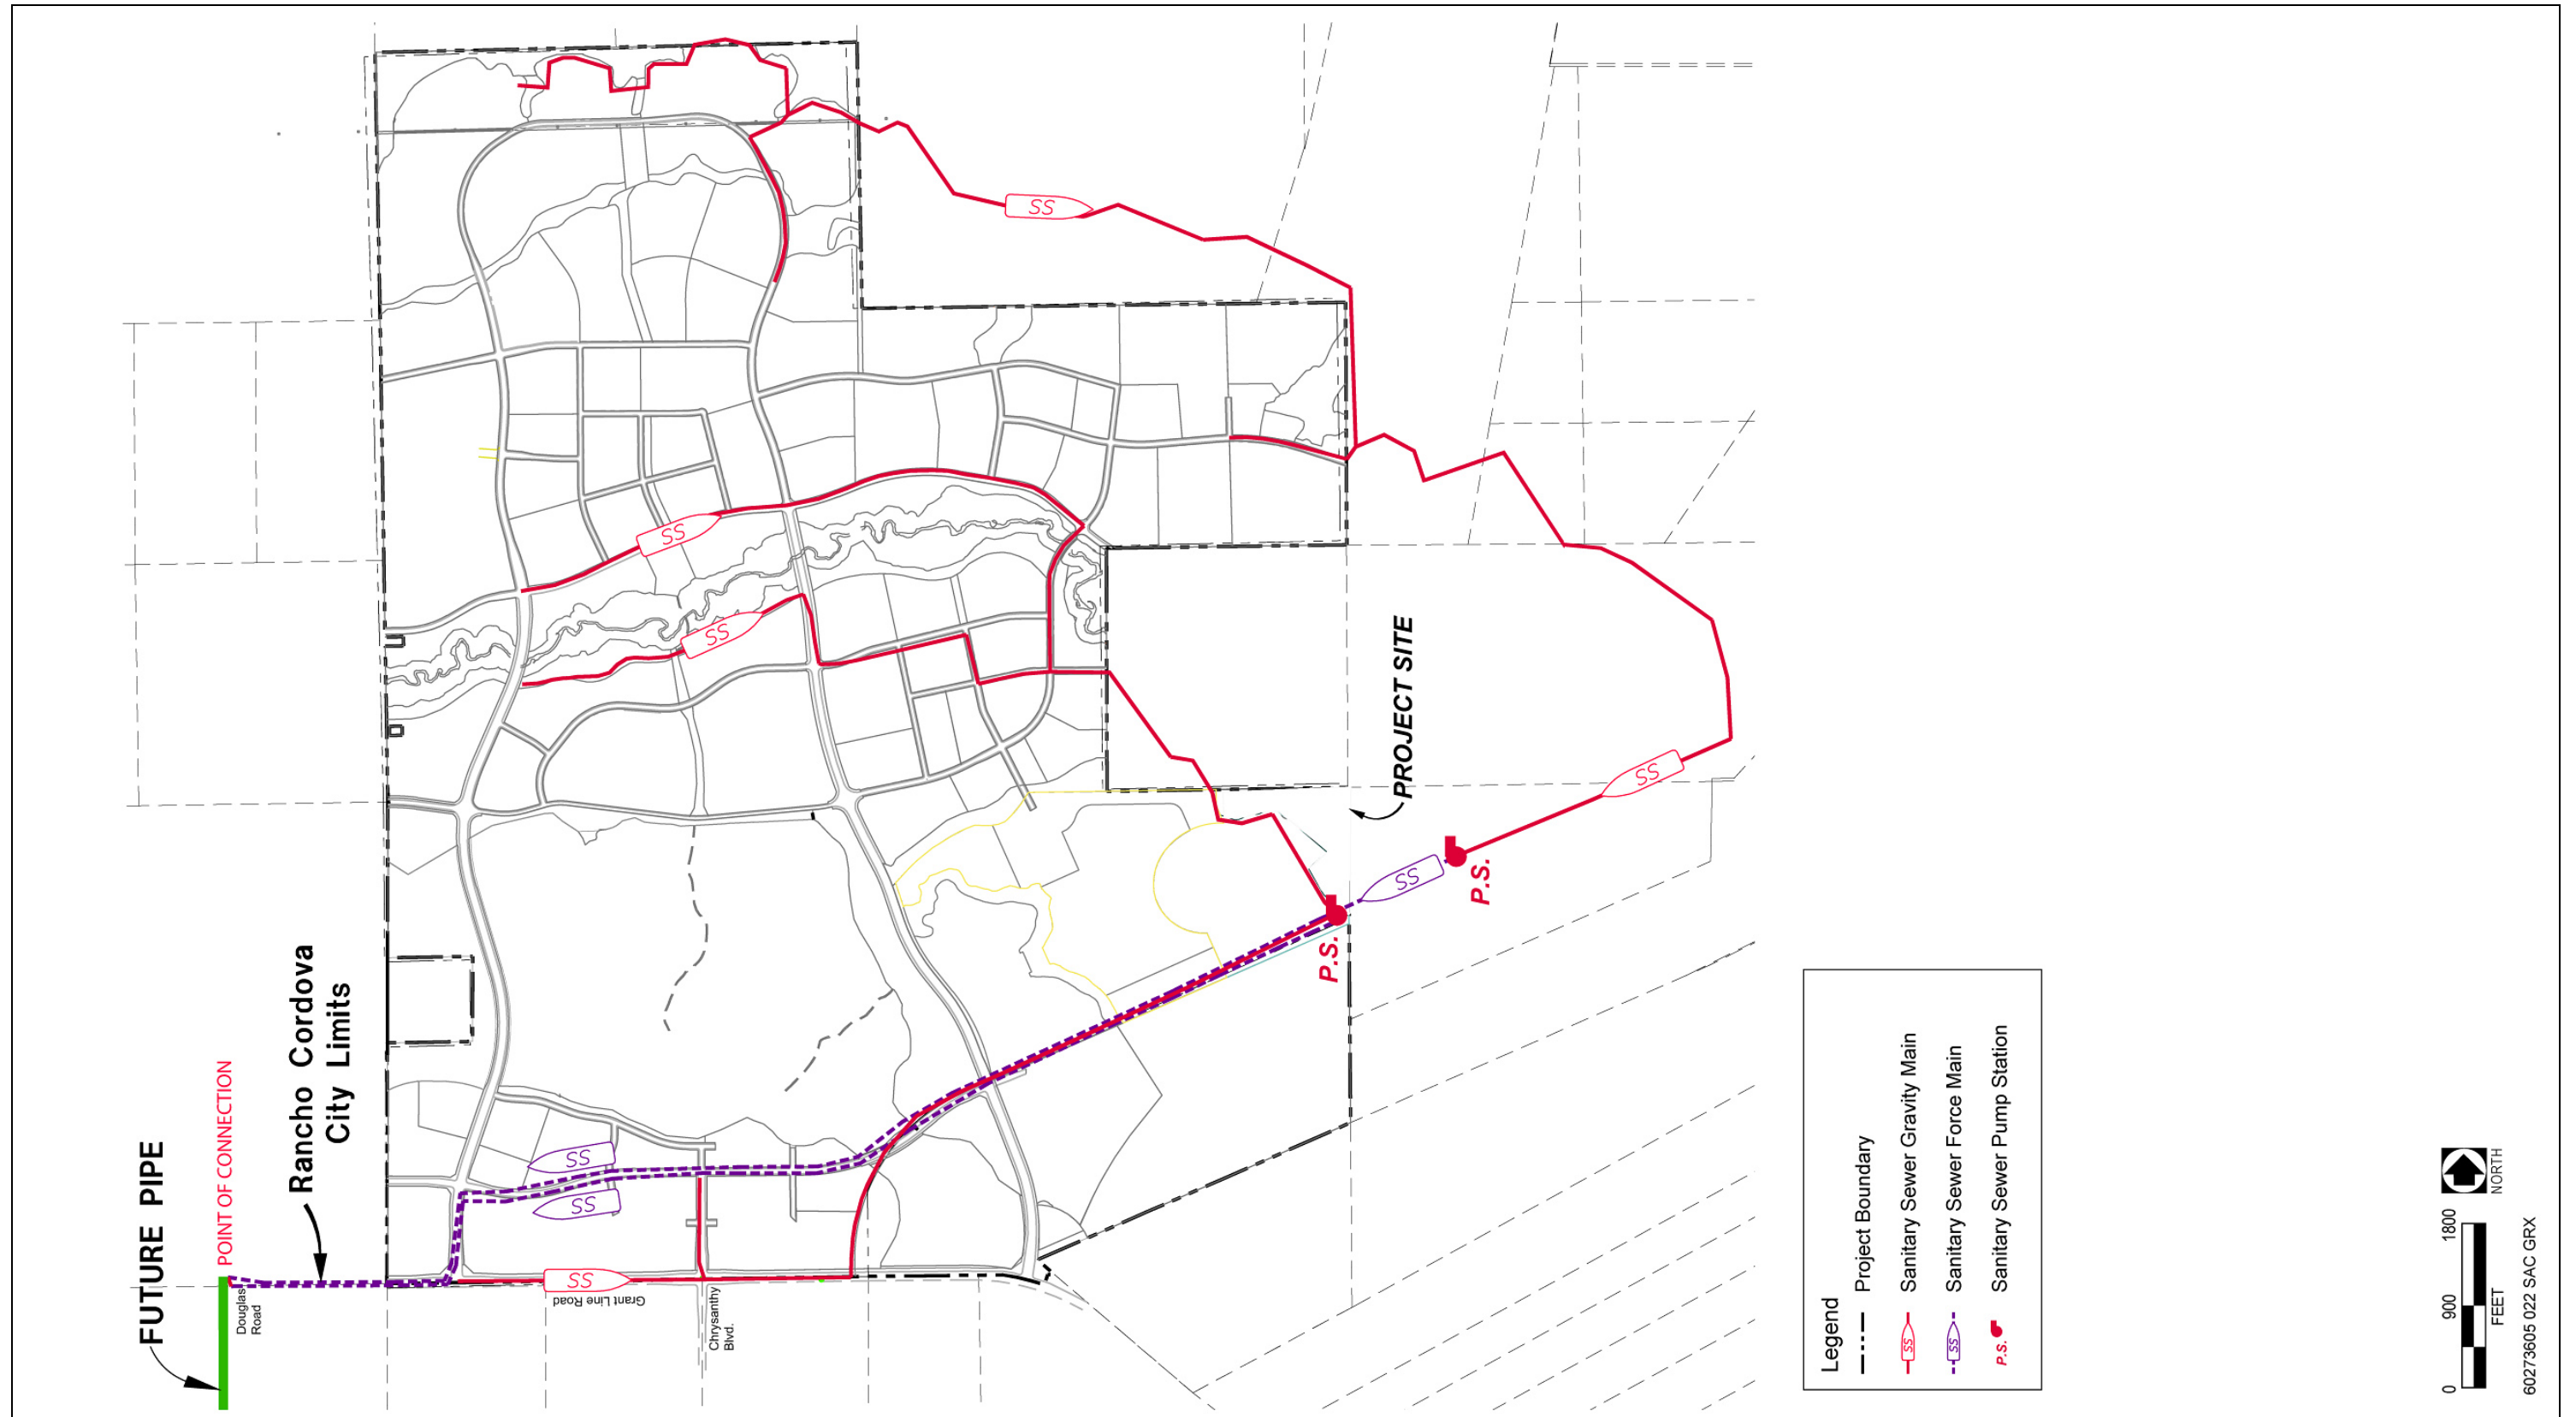 FUTURE PIPE
POINT OF CONNECTION
Rancho Cordova
City Limits
Douglas
Road
Grant Line Road
Chrysanthy
Blvd.
SS
SS
SS
SS
SS
SS
SS
SS
P.S.
P.S.
PROJECT SITE
Legend
Project Boundary
SS
Sanitary Sewer Gravity Main
SS
Sanitary Sewer Force Main
P.S.
Sanitary Sewer Pump Station
0 900 1800
FEET
NORTH
60273605 022 SAC GRX